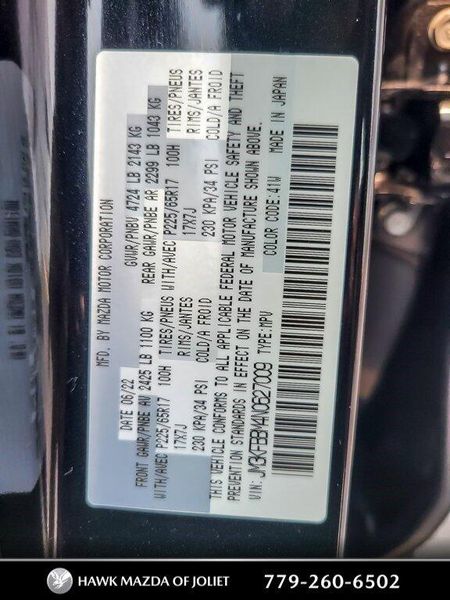 MFD. BY MAZDA MOTOR CORPORATION
DATE 06/22 GVWR/PNBV 4724 LB 2143 KG
FRONT GAWR/PNBE AV 2425 LB 1100 KG REAR GAWR/PNBE AR 2299 LB 1043 KG
WITH/AVEC P225/65R17 100H TIRES/PNEUS WITH/AVEC P225/65R17 100H TIRES/PNEUS
17X7J RIMS/JANTES 17X7J RIMS/JANTES
230 KPA/34 PSI COLD/A FROID 230 KPA/34 PSI COLD/A FROID
THIS VEHICLE CONFORMS TO ALL APPLICABLE FEDERAL MOTOR VEHICLE SAFETY AND THEFT
PREVENTION STANDARDS IN EFFECT ON THE DATE OF MANUFACTURE SHOWN ABOVE.
VIN: JM3KFBBM4N0627009 TYPE: MPV COLOR CODE: 41W MADE IN JAPAN
HAWK MAZDA OF JOLIET 779-260-6502